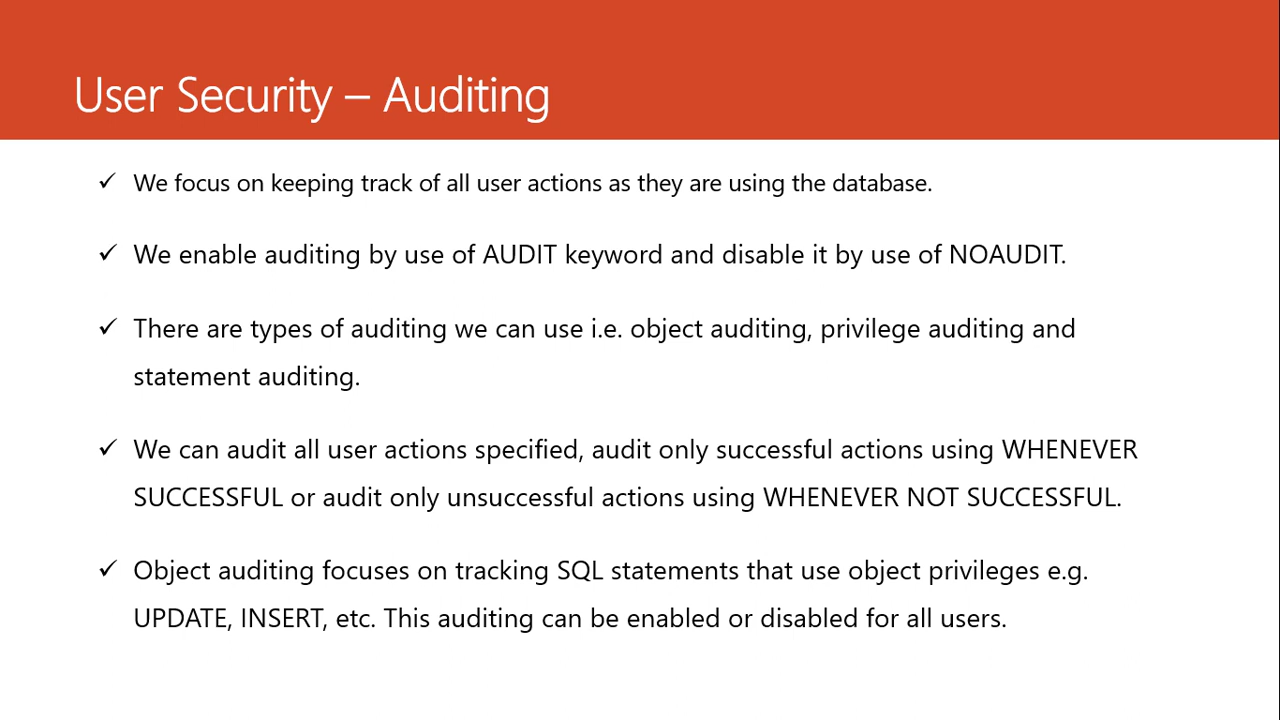 User Security – Auditing
✓ We focus on keeping track of all user actions as they are using the database.
✓ We enable auditing by use of AUDIT keyword and disable it by use of NOAUDIT.
✓ There are types of auditing we can use i.e. object auditing, privilege auditing and
statement auditing.
✓ We can audit all user actions specified, audit only successful actions using WHENEVER
SUCCESSFUL or audit only unsuccessful actions using WHENEVER NOT SUCCESSFUL.
✓ Object auditing focuses on tracking SQL statements that use object privileges e.g.
UPDATE, INSERT, etc. This auditing can be enabled or disabled for all users.